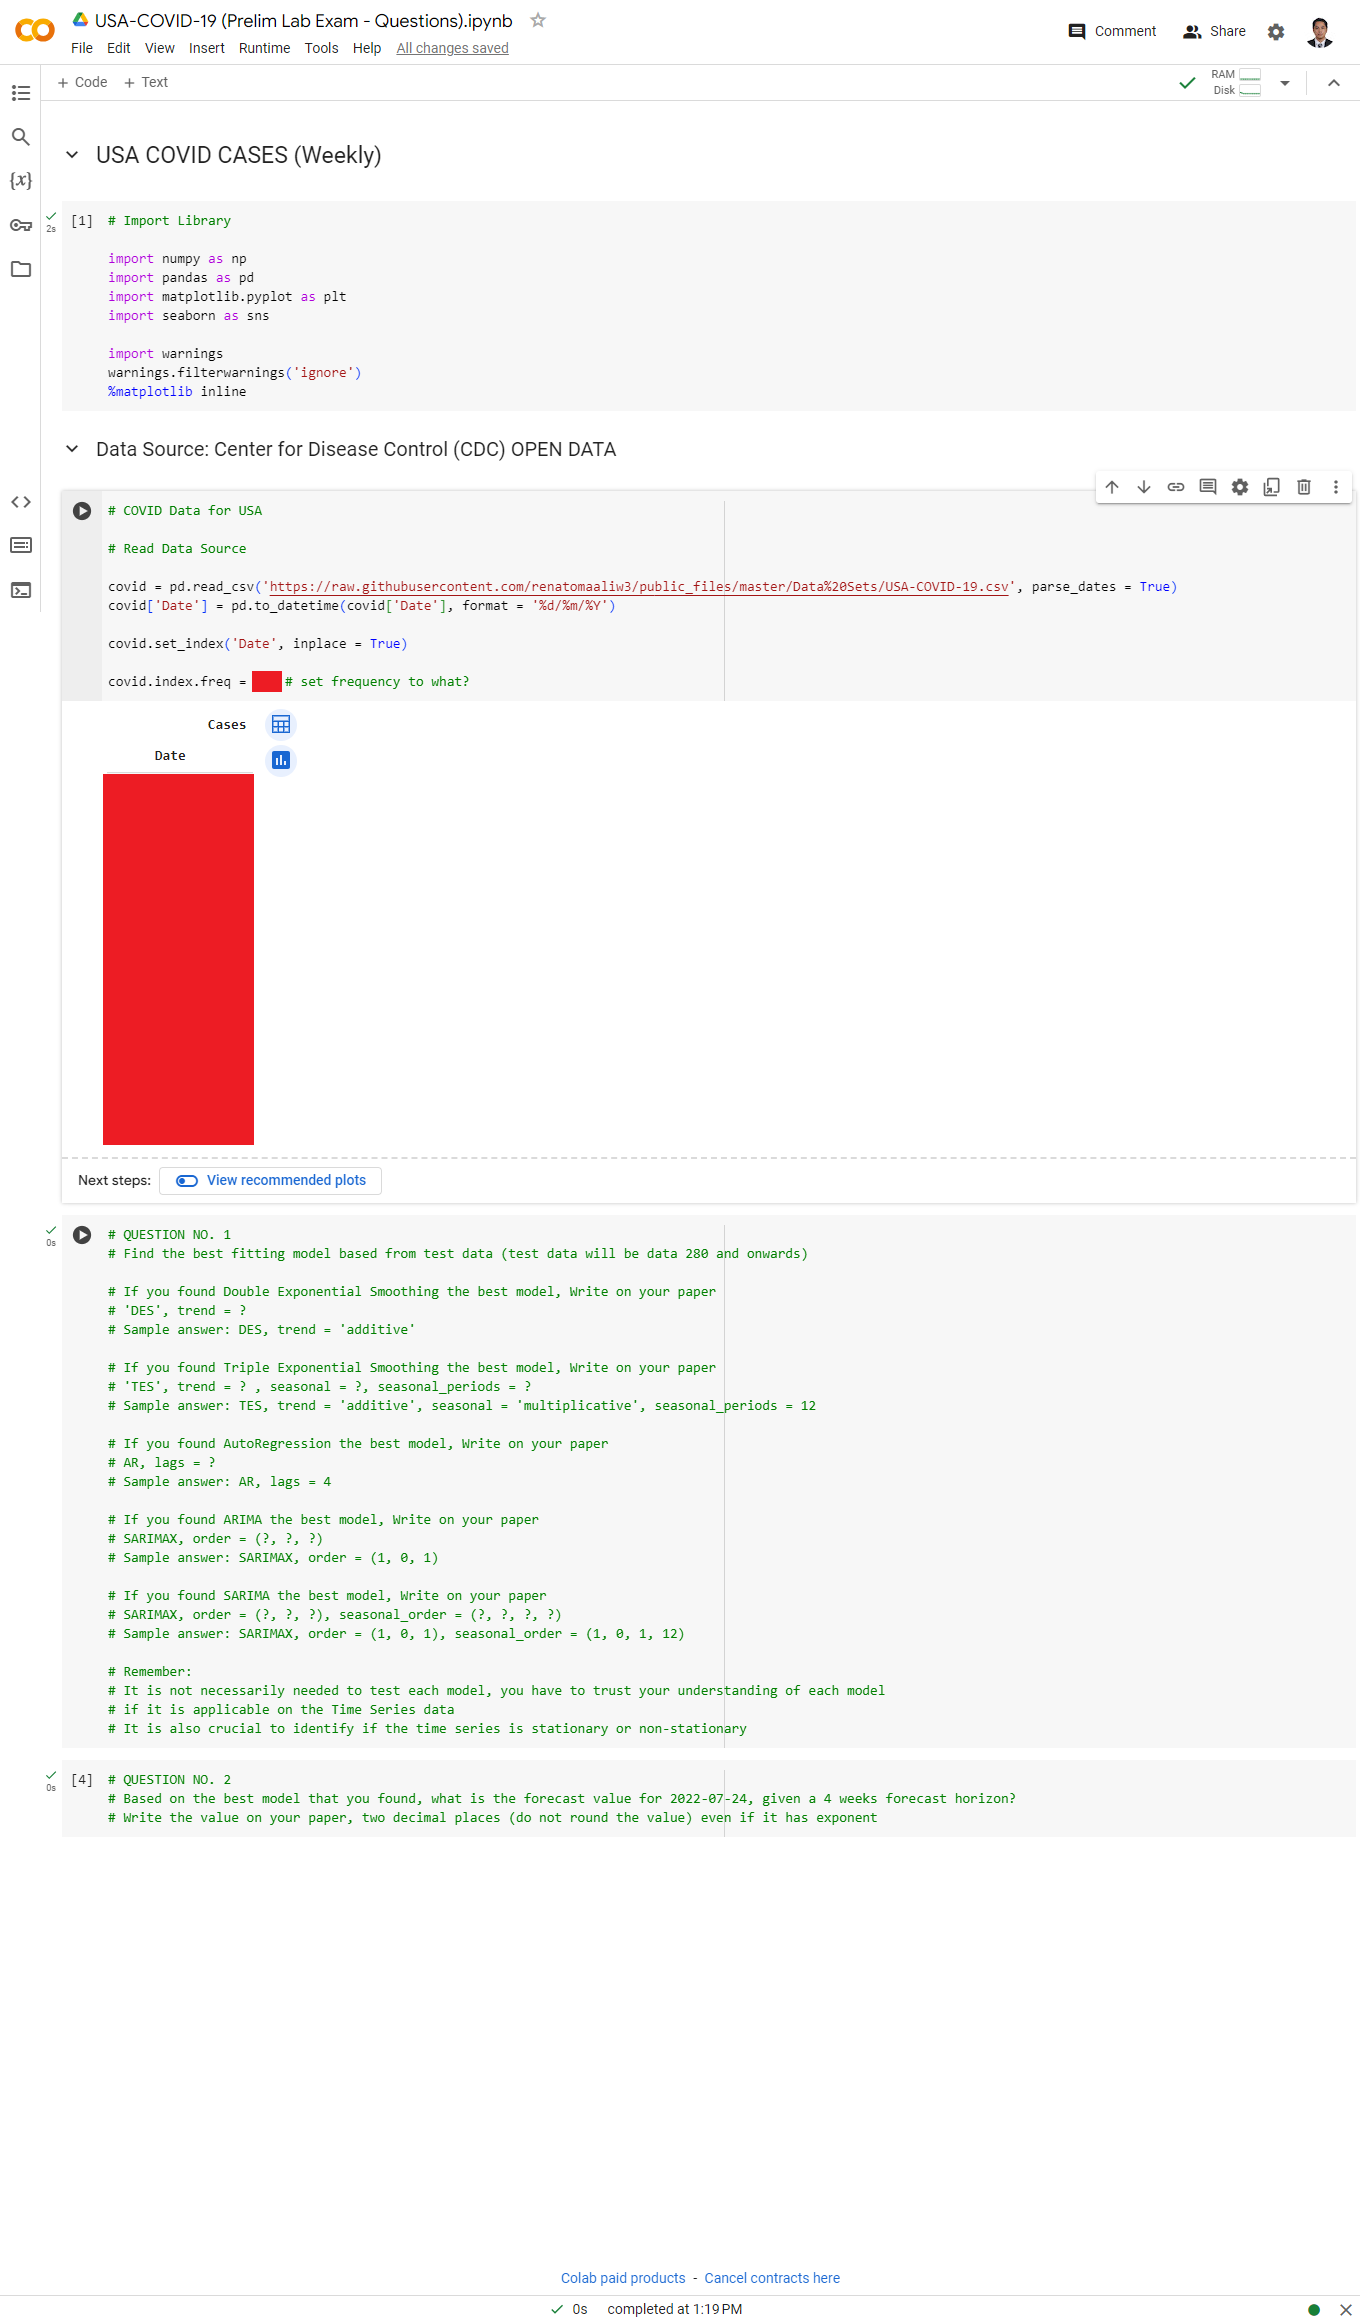 USA-COVID-19 (Prelim Lab Exam - Questions).ipynb
File Edit View Insert Runtime Tools Help All changes saved
Comment
Share
+ Code + Text
RAM
Disk
USA COVID CASES (Weekly)
2s
[1] # Import Library
import numpy as np
import pandas as pd
import matplotlib.pyplot as plt
import seaborn as sns
import warnings
warnings.filterwarnings('ignore')
%matplotlib inline
Data Source: Center for Disease Control (CDC) OPEN DATA
# COVID Data for USA
# Read Data Source
covid = pd.read_csv('https://raw.githubusercontent.com/renatomaaliw3/public_files/master/Data%20Sets/USA-COVID-19.csv', parse_dates = True)
covid['Date'] = pd.to_datetime(covid['Date'], format = '%d/%m/%Y')
covid.set_index('Date', inplace = True)
covid.index.freq = # set frequency to what?
Cases
Date
Next steps: View recommended plots
0s
# QUESTION NO. 1
# Find the best fitting model based from test data (test data will be data 280 and onwards)
# If you found Double Exponential Smoothing the best model, Write on your paper
# 'DES', trend = ?
# Sample answer: DES, trend = 'additive'
# If you found Triple Exponential Smoothing the best model, Write on your paper
# 'TES', trend = ? , seasonal = ?, seasonal_periods = ?
# Sample answer: TES, trend = 'additive', seasonal = 'multiplicative', seasonal_periods = 12
# If you found AutoRegression the best model, Write on your paper
# AR, lags = ?
# Sample answer: AR, lags = 4
# If you found ARIMA the best model, Write on your paper
# SARIMAX, order = (?, ?, ?)
# Sample answer: SARIMAX, order = (1, 0, 1)
# If you found SARIMA the best model, Write on your paper
# SARIMAX, order = (?, ?, ?), seasonal_order = (?, ?, ?, ?)
# Sample answer: SARIMAX, order = (1, 0, 1), seasonal_order = (1, 0, 1, 12)
# Remember:
# It is not necessarily needed to test each model, you have to trust your understanding of each model
# if it is applicable on the Time Series data
# It is also crucial to identify if the time series is stationary or non-stationary
0s
[4] # QUESTION NO. 2
# Based on the best model that you found, what is the forecast value for 2022-07-24, given a 4 weeks forecast horizon?
# Write the value on your paper, two decimal places (do not round the value) even if it has exponent
Colab paid products - Cancel contracts here
0s completed at 1:19 PM